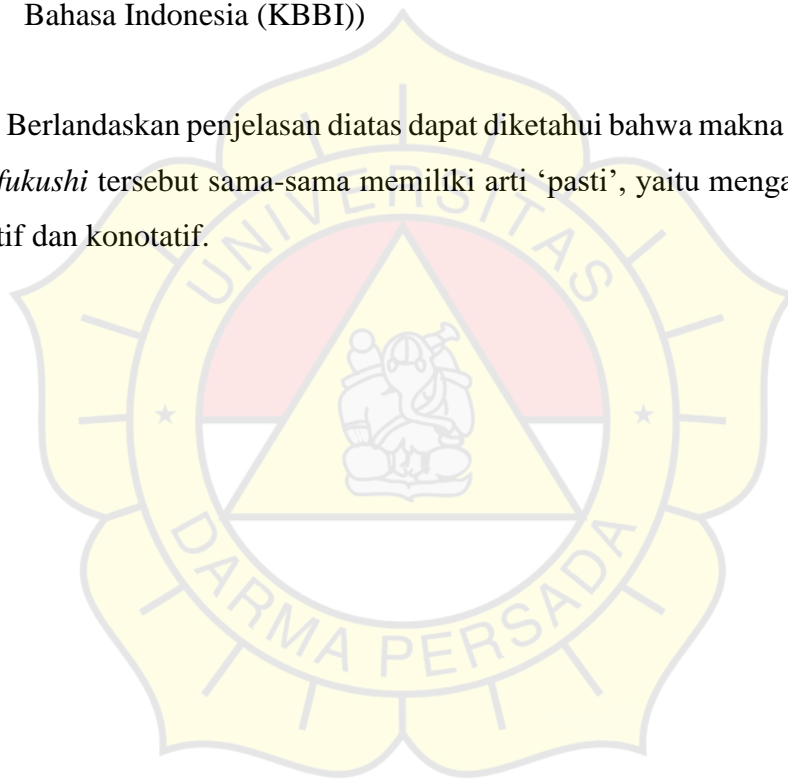 Bahasa Indonesia (KBBI))
Berlandaskan penjelasan diatas dapat diketahui bahwa makna
fukushi tersebut sama-sama memiliki arti ‘pasti’, yaitu menga
tif dan konotatif.
UNIVERSITAS
DARMA PERSADA